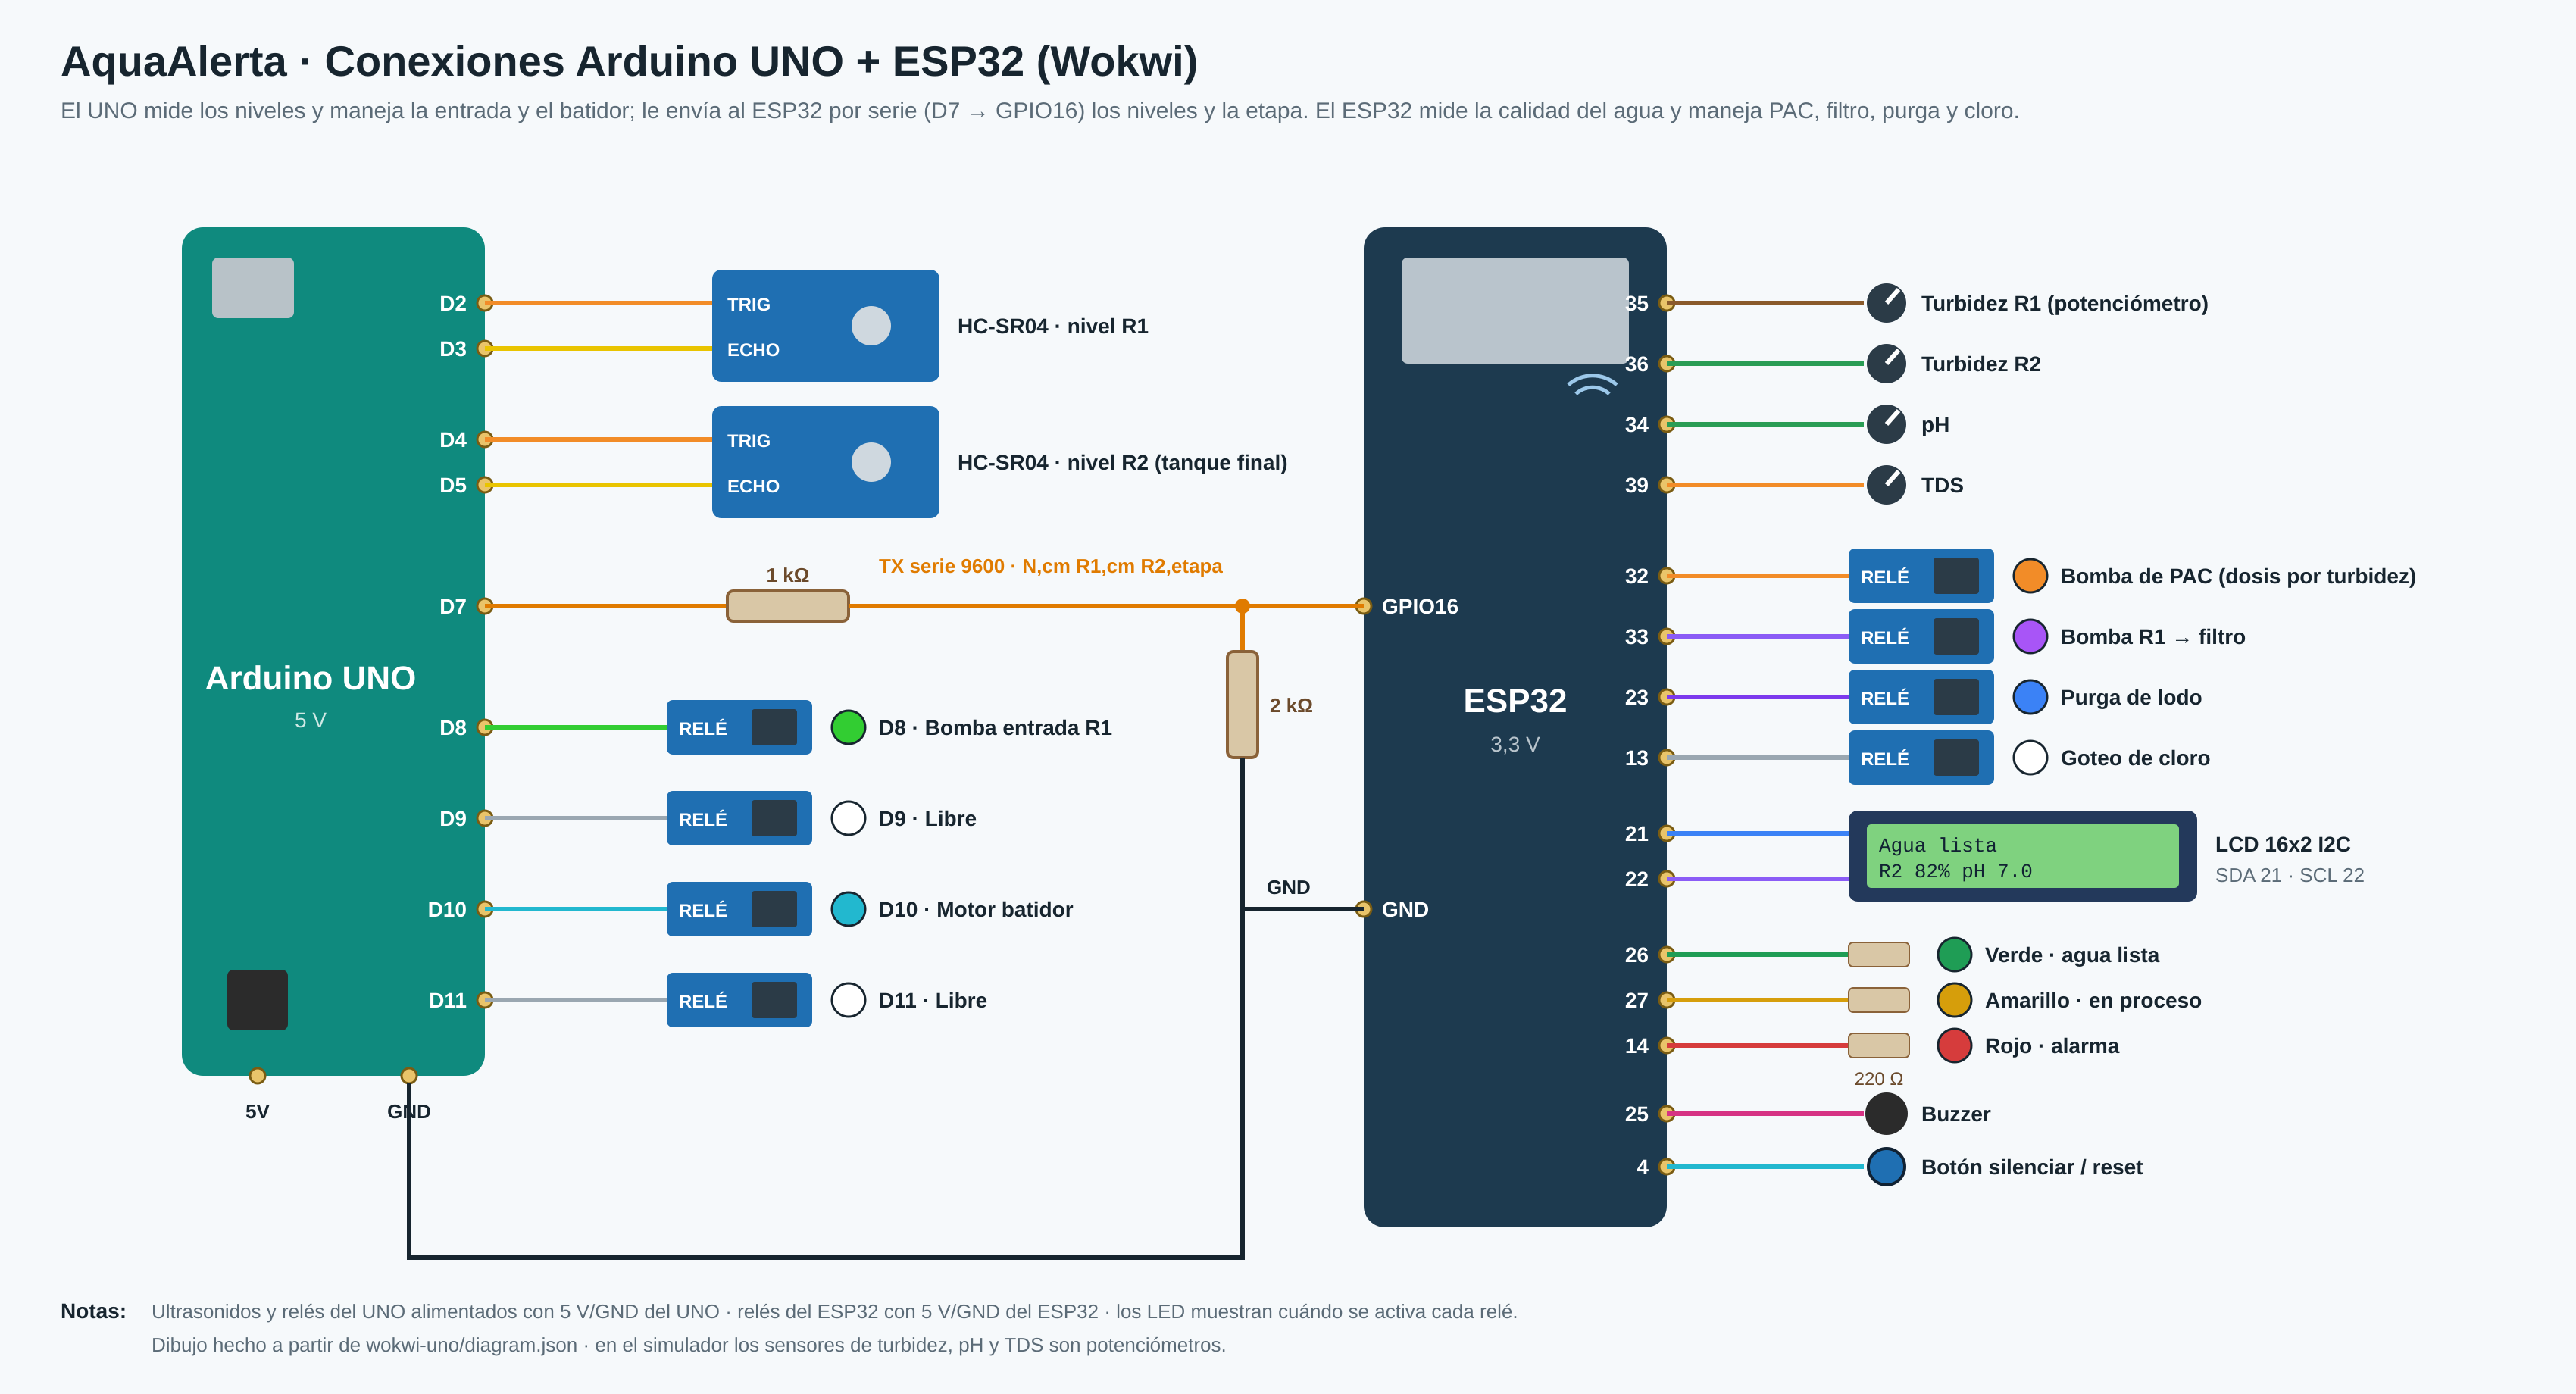 AquaAlerta · Conexiones Arduino UNO + ESP32 (Wokwi)
El UNO mide los niveles y maneja la entrada y el batidor; le envía al ESP32 por serie (D7 → GPIO16) los niveles y la etapa. El ESP32 mide la calidad del agua y maneja PAC, filtro, purga y cloro.
D2
D3
D4
D5
D7
Arduino UNO
5 V
D8
D9
D10
D11
5V
GND
TRIG
ECHO
HC-SR04 · nivel R1
TRIG
ECHO
HC-SR04 · nivel R2 (tanque final)
1 kΩ
TX serie 9600 · N,cm R1,cm R2,etapa
2 kΩ
RELÉ
D8 · Bomba entrada R1
RELÉ
D9 · Libre
RELÉ
D10 · Motor batidor
RELÉ
D11 · Libre
GND
GPIO16
ESP32
3,3 V
GND
35
Turbidez R1 (potenciómetro)
36
Turbidez R2
34
pH
39
TDS
32
RELÉ
Bomba de PAC (dosis por turbidez)
33
RELÉ
Bomba R1 → filtro
23
RELÉ
Purga de lodo
13
RELÉ
Goteo de cloro
21
22
Agua lista
R2 82% pH 7.0
LCD 16x2 I2C
SDA 21 · SCL 22
26
Verde · agua lista
27
Amarillo · en proceso
14
Rojo · alarma
220 Ω
25
Buzzer
4
Botón silenciar / reset
Notas: Ultrasonidos y relés del UNO alimentados con 5 V/GND del UNO · relés del ESP32 con 5 V/GND del ESP32 · los LED muestran cuándo se activa cada relé.
Dibujo hecho a partir de wokwi-uno/diagram.json · en el simulador los sensores de turbidez, pH y TDS son potenciómetros.